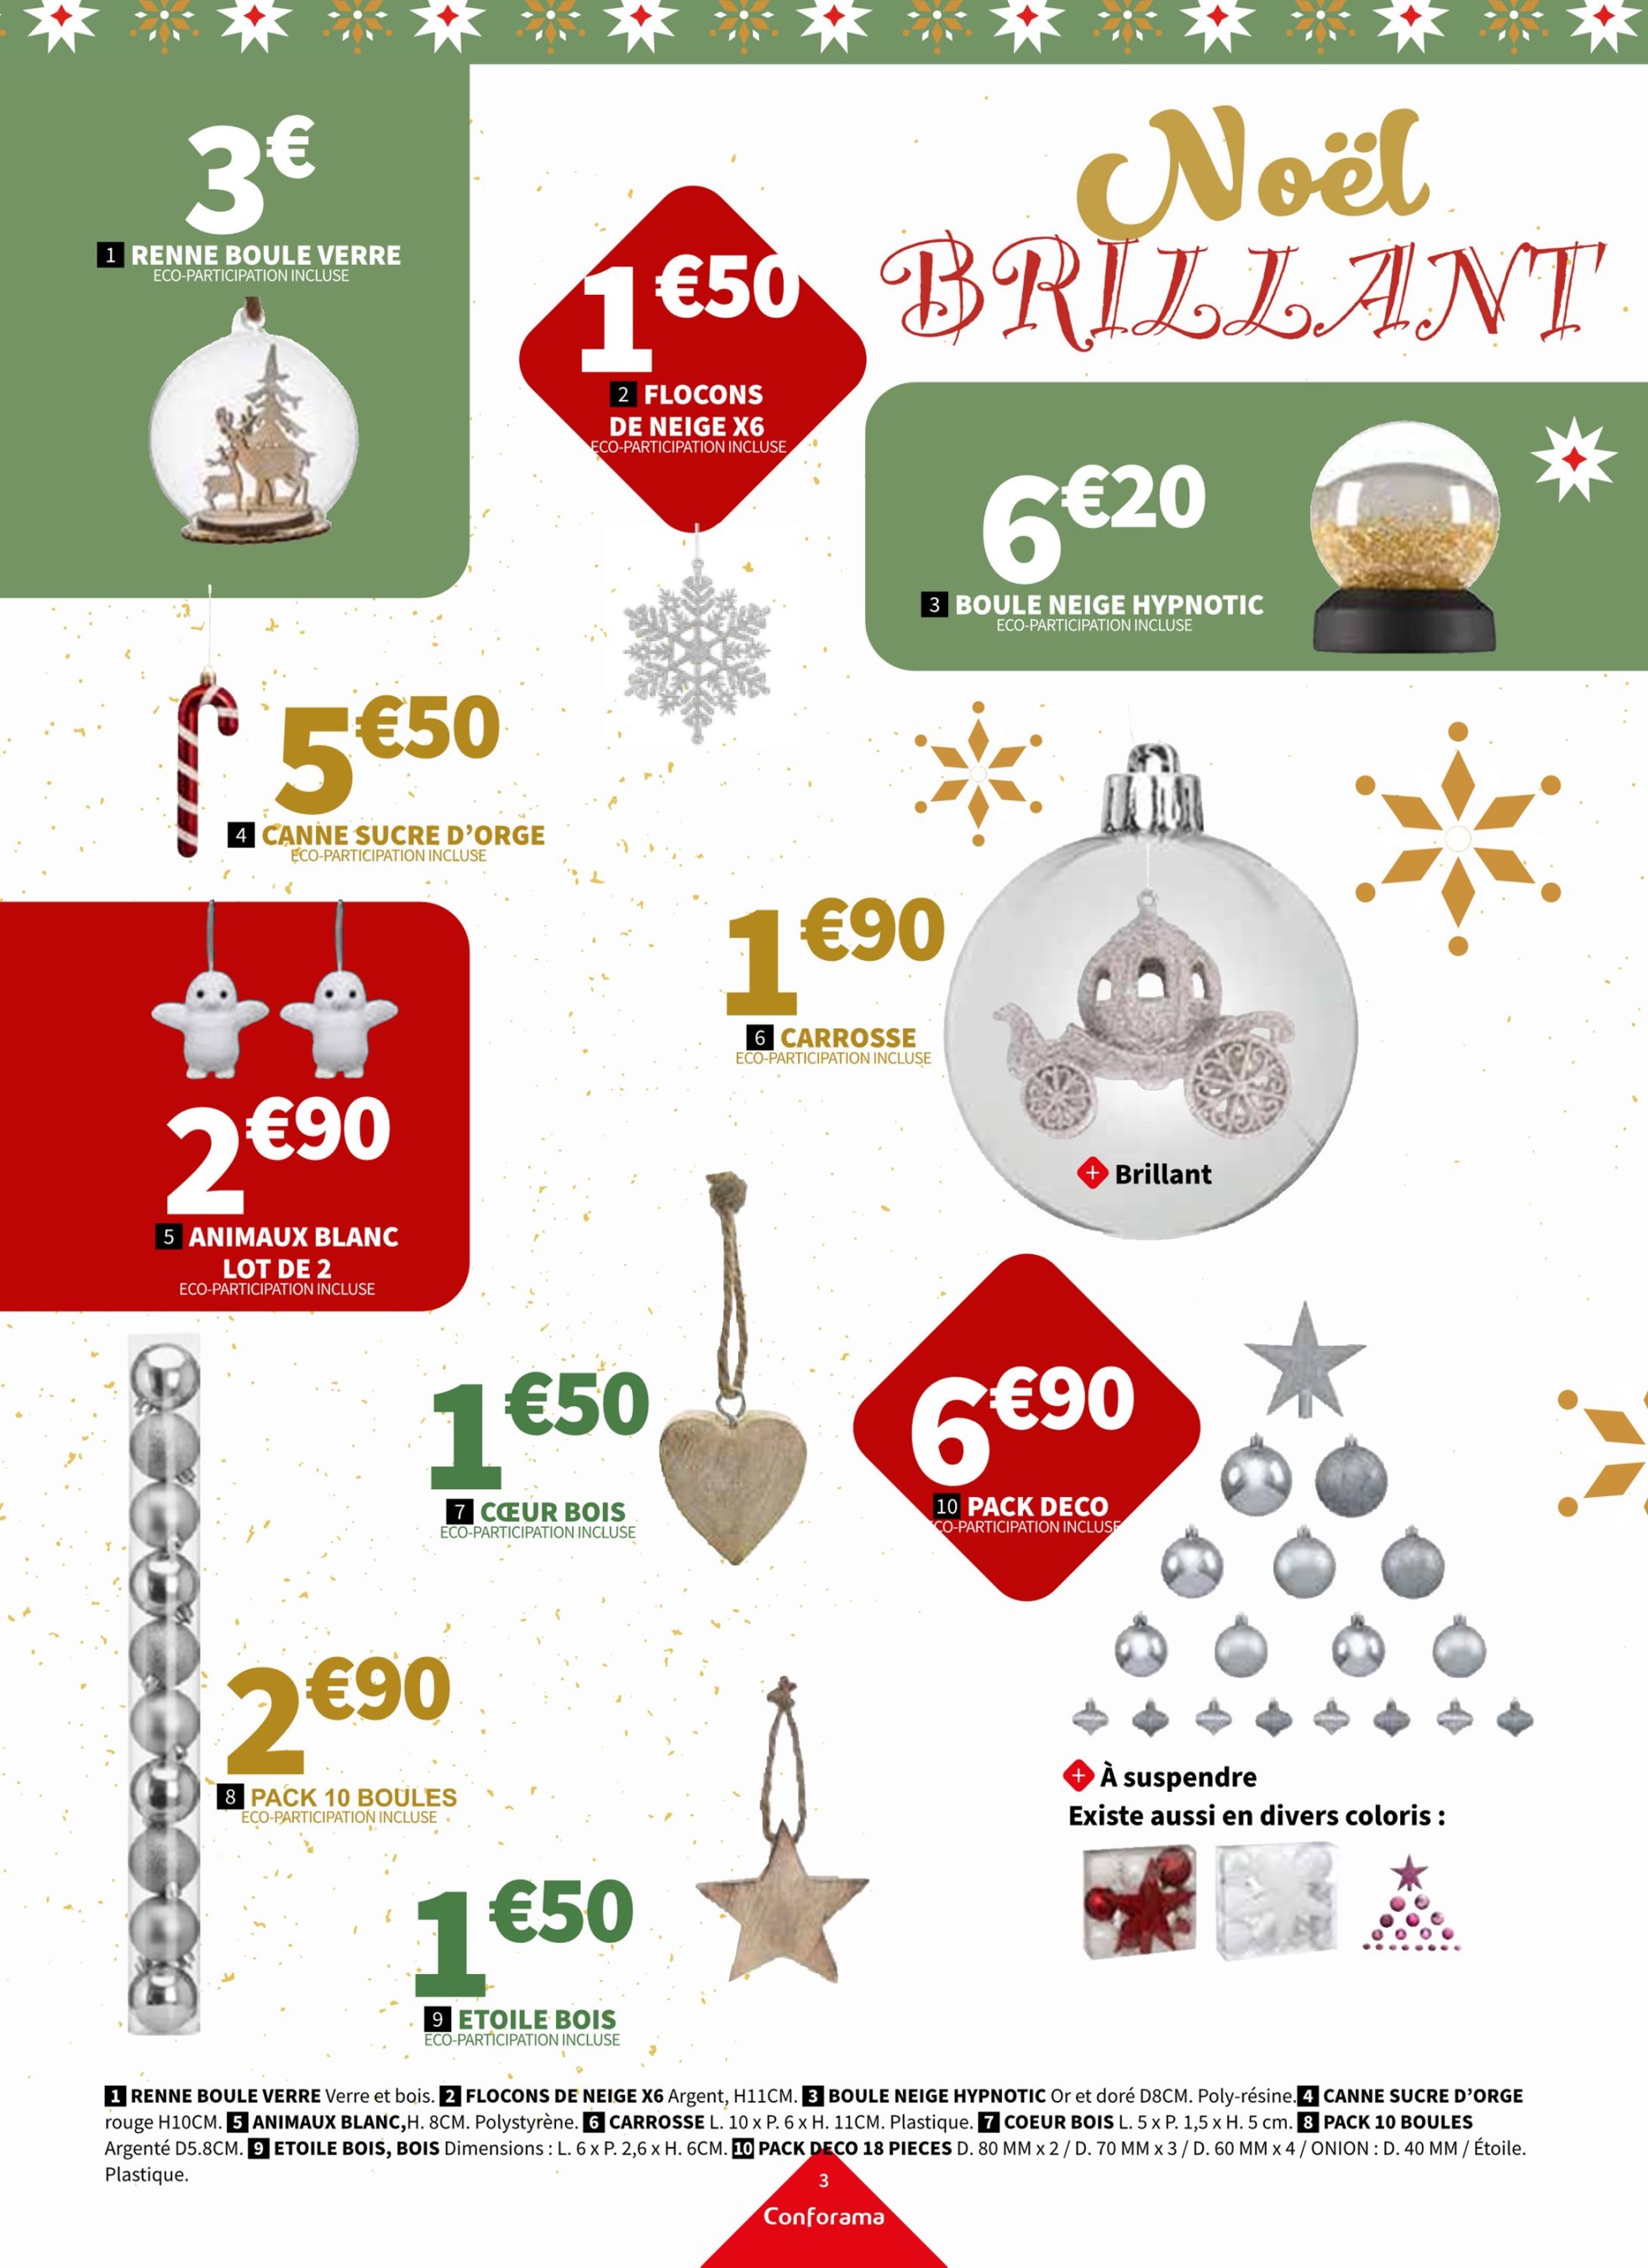 Noël
BRILLANT
3€
1 RENNE BOULE VERRE
ECO-PARTICIPATION INCLUSE
1€50
2 FLOCONS
DE NEIGE X6
ECO-PARTICIPATION INCLUSE
6€20
3 BOULE NEIGE HYPNOTIC
ECO-PARTICIPATION INCLUSE
5€50
4 CANNE SUCRE D’ORGE
ECO-PARTICIPATION INCLUSE
2€90
5 ANIMAUX BLANC
LOT DE 2
ECO-PARTICIPATION INCLUSE
1€90
6 CARROSSE
ECO-PARTICIPATION INCLUSE
+ Brillant
1€50
7 CŒUR BOIS
ECO-PARTICIPATION INCLUSE
6€90
10 PACK DECO
ECO-PARTICIPATION INCLUSE
2€90
8 PACK 10 BOULES
ECO-PARTICIPATION INCLUSE
+ À suspendre
Existe aussi en divers coloris :
1€50
9 ETOILE BOIS
ECO-PARTICIPATION INCLUSE
1 RENNE BOULE VERRE Verre et bois. 2 FLOCONS DE NEIGE X6 Argent, H11CM. 3 BOULE NEIGE HYPNOTIC Or et doré D8CM. Poly-résine. 4 CANNE SUCRE D’ORGE
rouge H10CM. 5 ANIMAUX BLANC,H. 8CM. Polystyrène. 6 CARROSSE L. 10 x P. 6 x H. 11CM. Plastique. 7 COEUR BOIS L. 5 x P. 1,5 x H. 5 cm. 8 PACK 10 BOULES
Argenté D5.8CM. 9 ETOILE BOIS, BOIS Dimensions : L. 6 x P. 2,6 x H. 6CM. 10 PACK DECO 18 PIECES D. 80 MM x 2 / D. 70 MM x 3 / D. 60 MM x 4 / ONION : D. 40 MM / Étoile.
Plastique.
3
Conforama